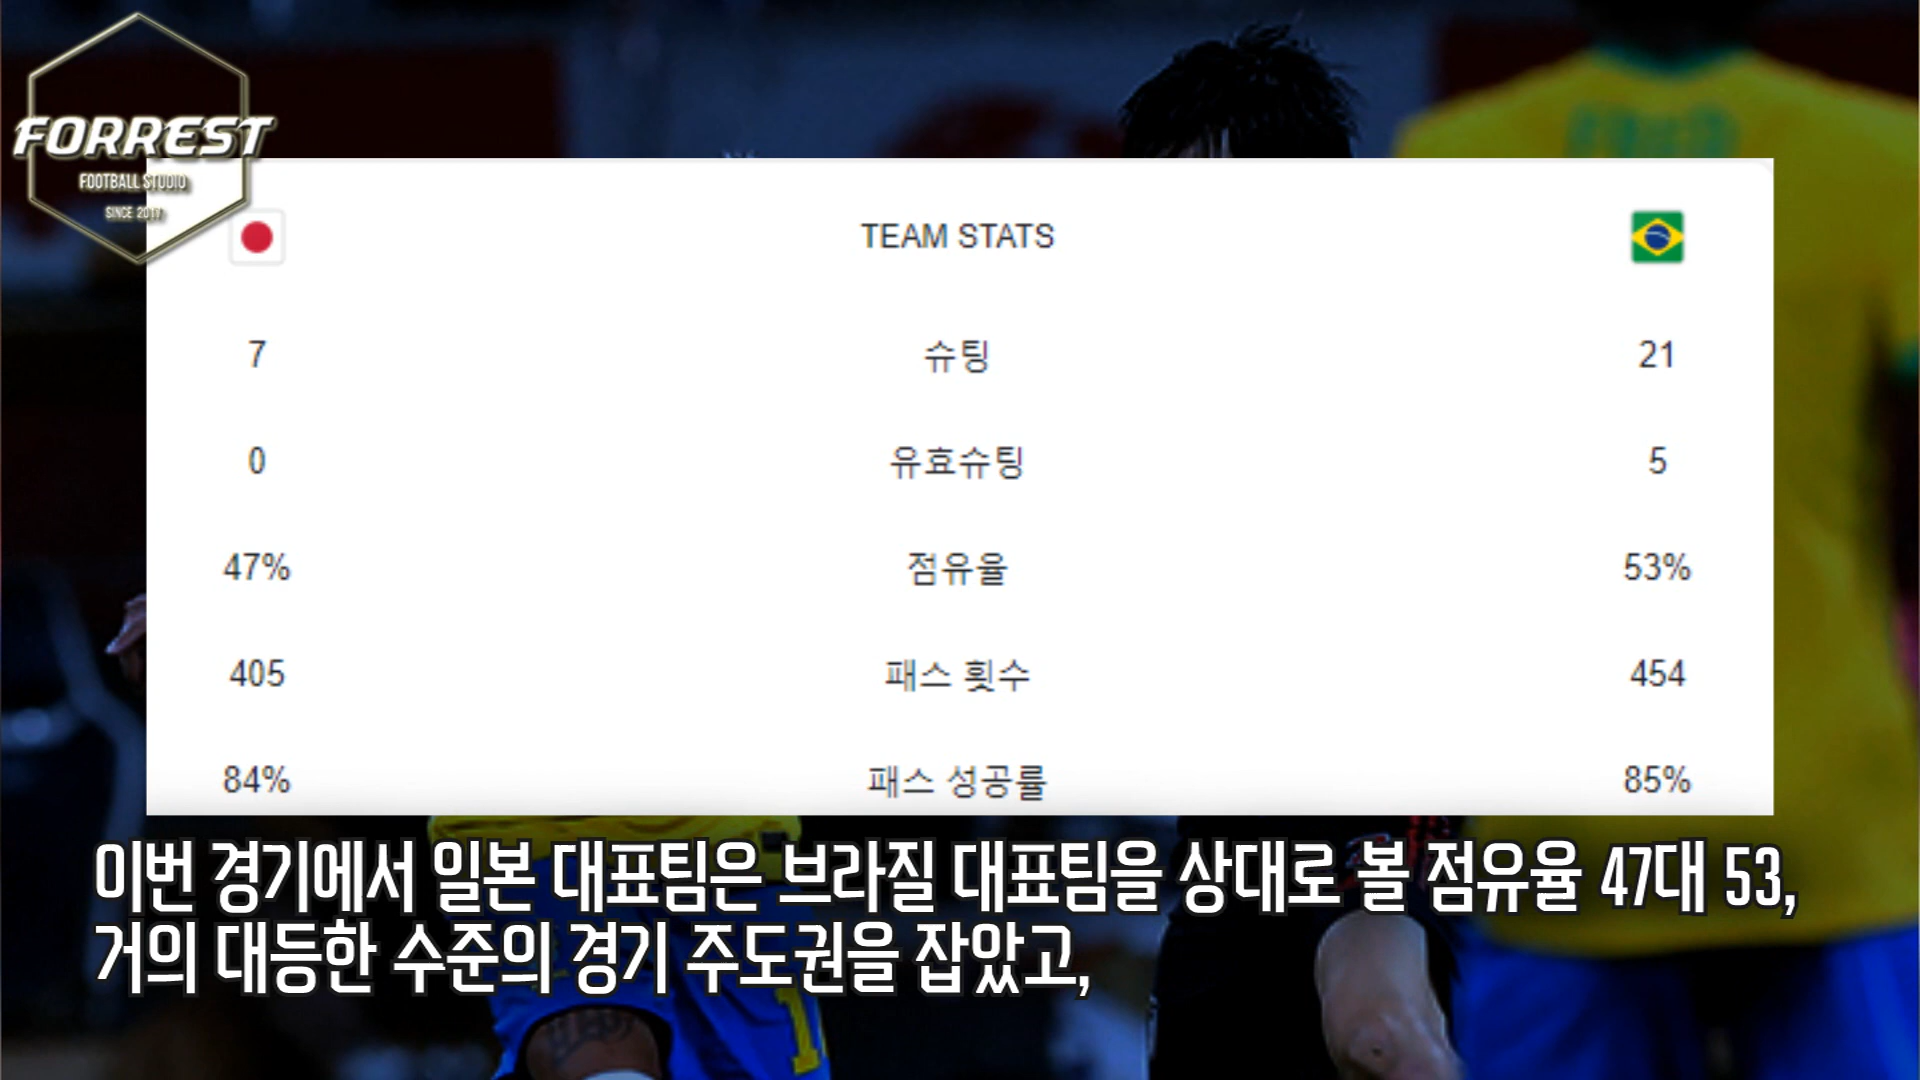 FORREST
FOOTBALL STUDIO
SINCE 2017
TEAM STATS
7 슈팅 21
0 유효슈팅 5
47% 점유율 53%
405 패스 횟수 454
84% 패스 성공률 85%
이번 경기에서 일본 대표팀은 브라질 대표팀을 상대로 볼 점유율 47대 53,
거의 대등한 수준의 경기 주도권을 잡았고,